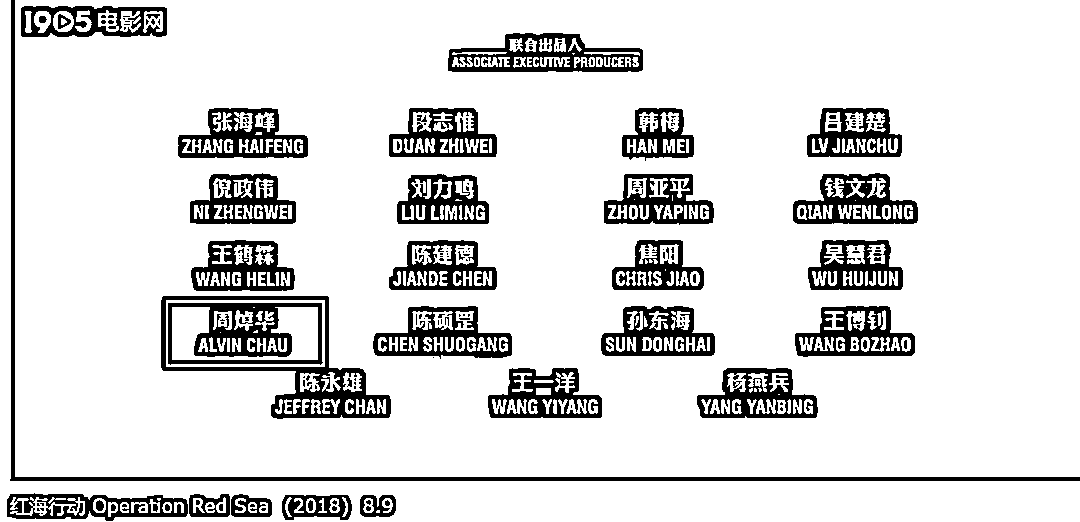 1905电影网
联合出品人
ASSOCIATE EXECUTIVE PRODUCERS
张海峰 段志惟 韩梅 吕建楚
ZHANG HAIFENG DUAN ZHIWEI HAN MEI LV JIANCHU
倪政伟 刘力鸣 周亚平 钱文龙
NI ZHENGWEI LIU LIMING ZHOU YAPING QIAN WENLONG
王鹤霖 陈建德 焦阳 吴慧君
WANG HELIN JIANDE CHEN CHRIS JIAO WU HUIJUN
周焯华 陈硕罡 孙东海 王博钊
ALVIN CHAU CHEN SHUOGANG SUN DONGHAI WANG BOZHAO
陈永雄 王一洋 杨燕兵
JEFFREY CHAN WANG YIYANG YANG YANBING
红海行动 Operation Red Sea (2018) 8.9